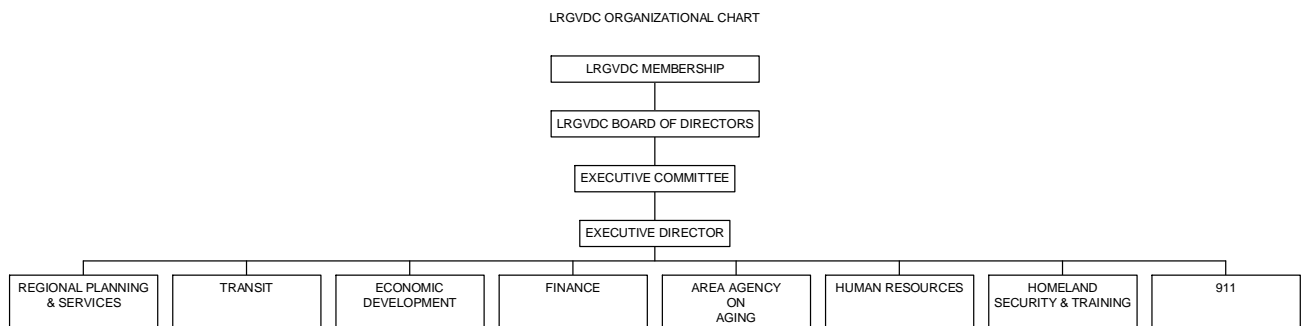 LRGVDC ORGANIZATIONAL CHART
LRGVDC MEMBERSHIP
LRGVDC BOARD OF DIRECTORS
EXECUTIVE COMMITTEE
EXECUTIVE DIRECTOR
REGIONAL PLANNING
& SERVICES
TRANSIT
ECONOMIC
DEVELOPMENT
FINANCE
AREA AGENCY
ON
AGING
HUMAN RESOURCES
HOMELAND
SECURITY & TRAINING
911